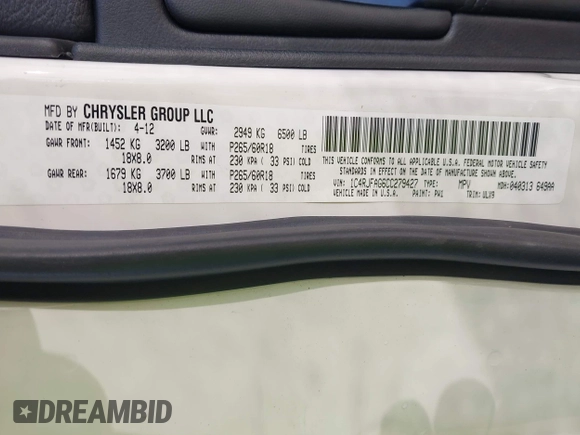 MFD BY CHRYSLER GROUP LLC
DATE OF MFR(BUILT): 4-12 GVWR: 2949 KG 6500 LB
GAWR FRONT: 1452 KG 3200 LB WITH P265/60R18 TIRES
18X8.0 RIMS AT 230 KPA ( 33 PSI) COLD
GAWR REAR: 1679 KG 3700 LB WITH P265/60R18 TIRES
18X8.0 RIMS AT 230 KPA ( 33 PSI) COLD
THIS VEHICLE CONFORMS TO ALL APPLICABLE U.S.A. FEDERAL MOTOR VEHICLE SAFETY
STANDARDS IN EFFECT ON THE DATE OF MANUFACTURE SHOWN ABOVE.
VIN: 1C4RJFAG6CC279427 TYPE: MPV MDH: 040313 649AA
VEHICLE MADE IN U.S.A. PAINT: PW1 TRIM: ULV9
DREAMBID